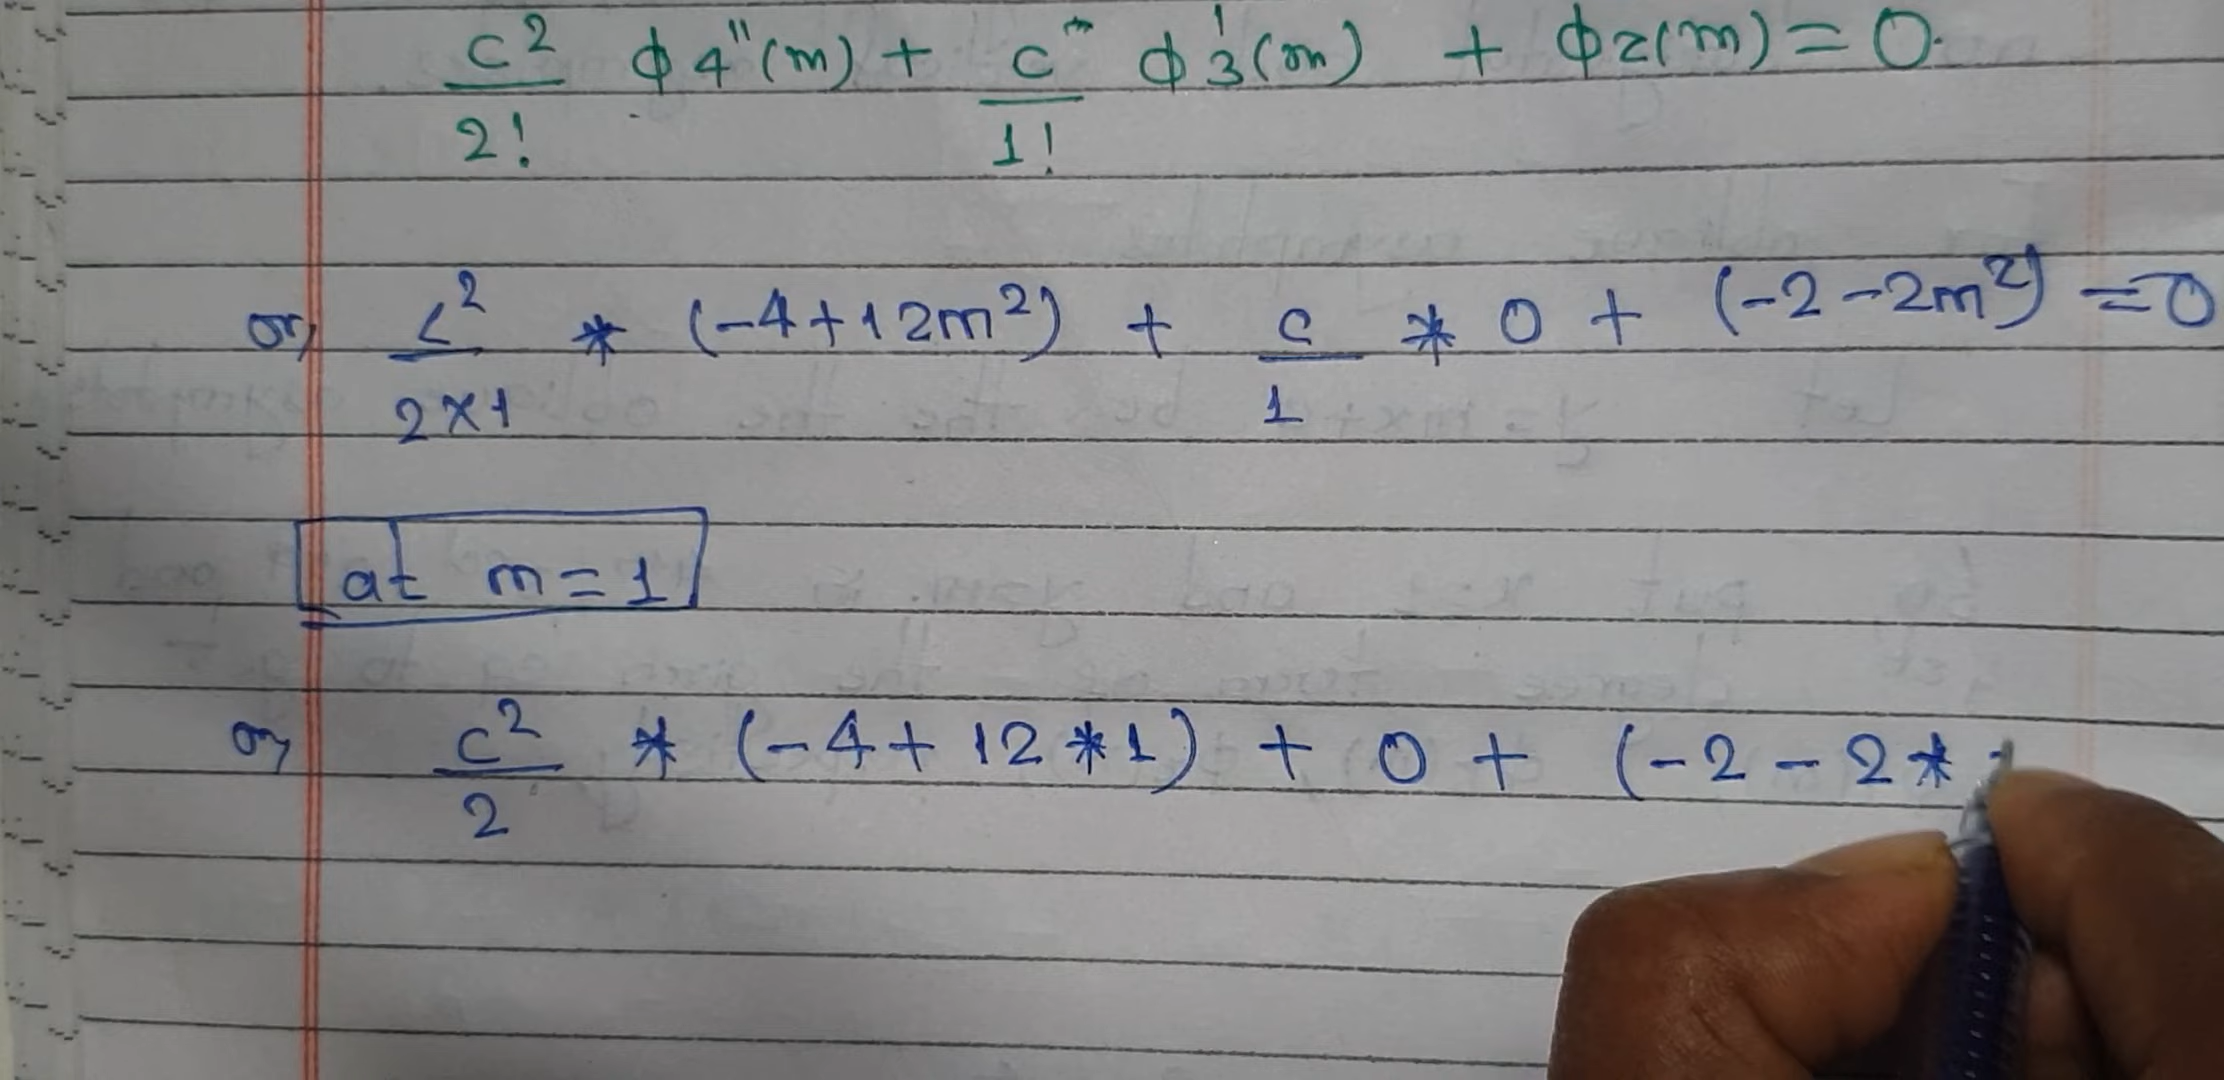 c² ϕ4''(m) + c ϕ3'(m) + ϕ2(m) = 0.
2! 1!
or, c² * (-4+12m²) + c * 0 + (-2-2m²) = 0
2×1 1
at m=1
or, c² * (-4+12*1) + 0 + (-2-2*
2